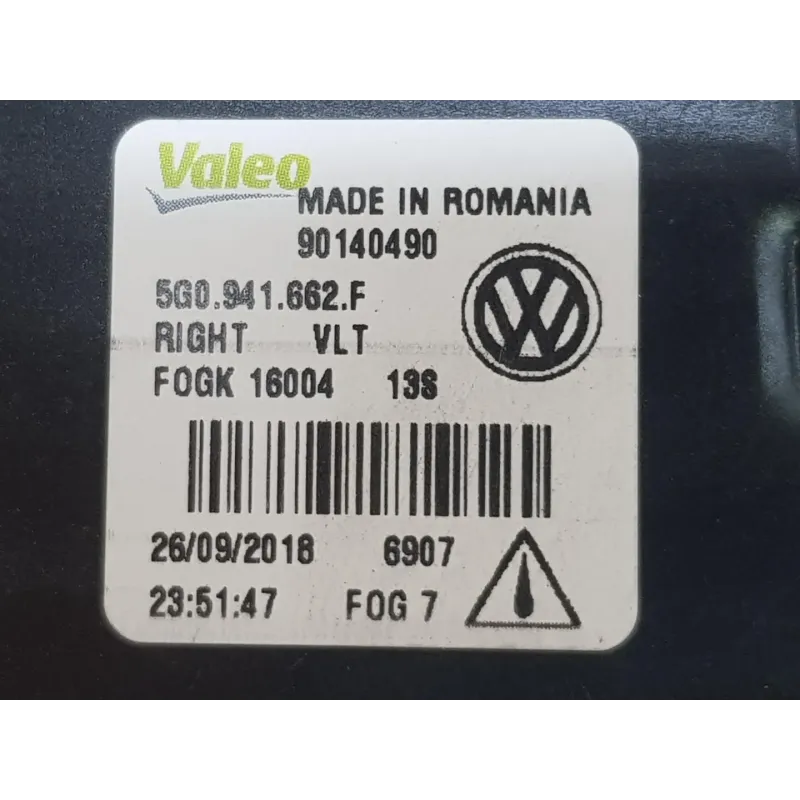 Valeo
MADE IN ROMANIA
90140490
5G0.941.662.F
RIGHT VLT
FOGK 16004 13S
26/09/2018 6907
23:51:47 FOG 7